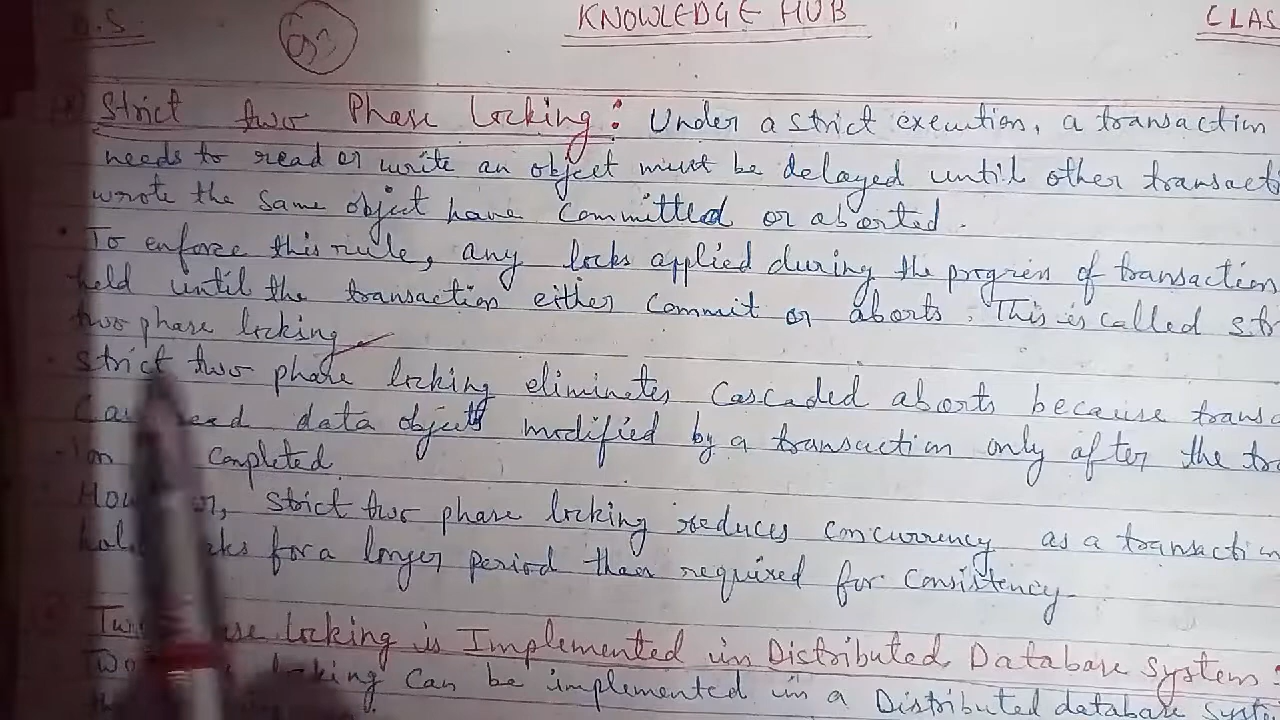 D.S. KNOWLEDGE HUB CLAS
Strict two Phase Locking : Under a strict execution, a transaction
needs to read or write an object must be delayed until other transacti
wrote the same object have committed or aborted.
To enforce this rule, any locks applied during the progress of transaction
held until the transaction either commit or aborts. This is called str
two phase locking
Strict two phase locking eliminates cascaded aborts because transa
data objects modified by a transaction only after the tra
completed
strict two phase locking reduces concurrency as a transaction
for a longer period than required for consistency
locking is Implemented in Distributed Database System :
can be implemented in a Distributed database syst